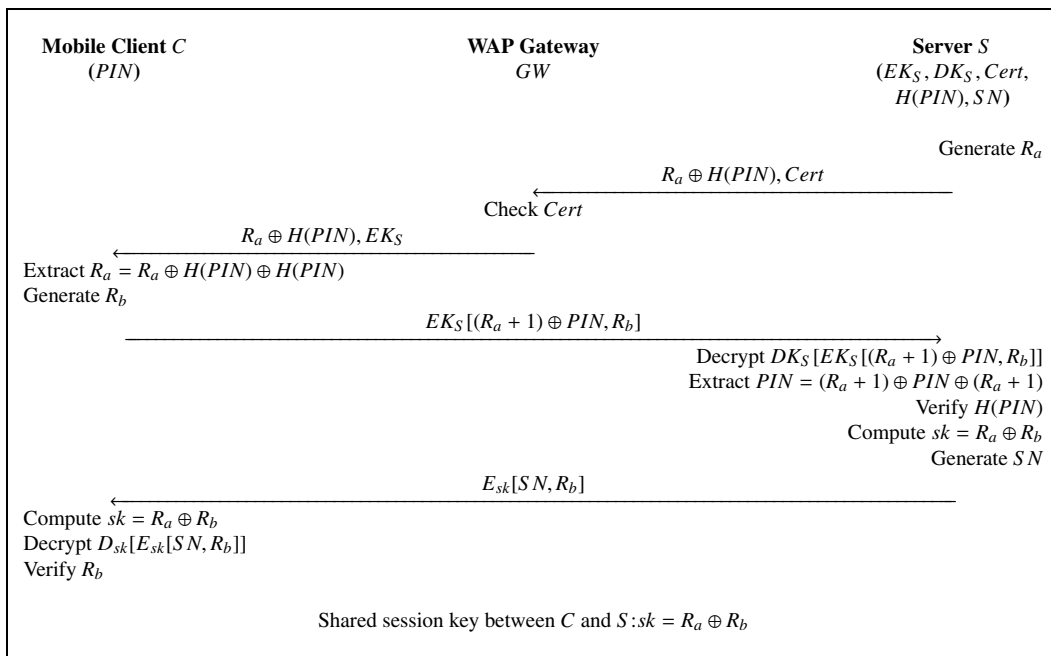 Mobile Client C WAP Gateway Server S
(PIN) GW (EK_S, DK_S, Cert,
H(PIN), SN)
Generate R_a
R_a ⊕ H(PIN), Cert
Check Cert
R_a ⊕ H(PIN), EK_S
Extract R_a = R_a ⊕ H(PIN) ⊕ H(PIN)
Generate R_b
EK_S[(R_a + 1) ⊕ PIN, R_b]
Decrypt DK_S[EK_S[(R_a + 1) ⊕ PIN, R_b]]
Extract PIN = (R_a + 1) ⊕ PIN ⊕ (R_a + 1)
Verify H(PIN)
Compute sk = R_a ⊕ R_b
Generate SN
E_sk[SN, R_b]
Compute sk = R_a ⊕ R_b
Decrypt D_sk[E_sk[SN, R_b]]
Verify R_b
Shared session key between C and S: sk = R_a ⊕ R_b